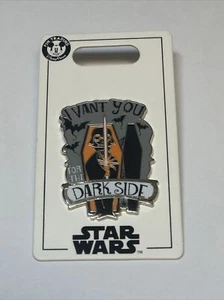 I VANT YOU
FOR THE
DARK SIDE
STAR
WARS